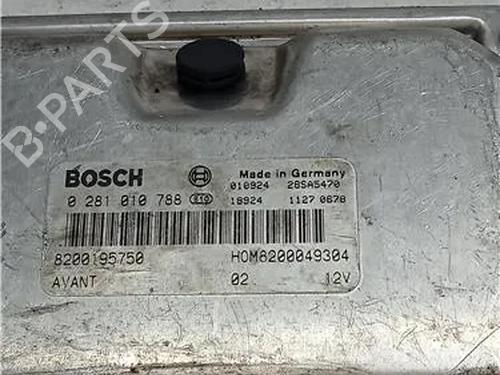 B-PARTS
BOSCH
Made in Germany
010924 28SA5470
0 281 010 788 010
18924 1127 0678
8200195750 HOM8200049304
AVANT 02 12V